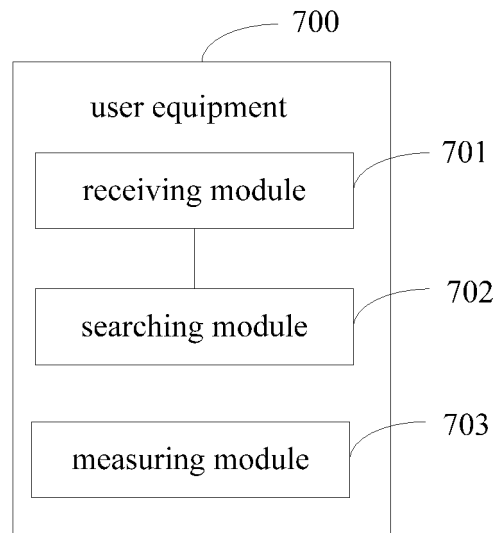 700
user equipment
701
receiving module
702
searching module
703
measuring module